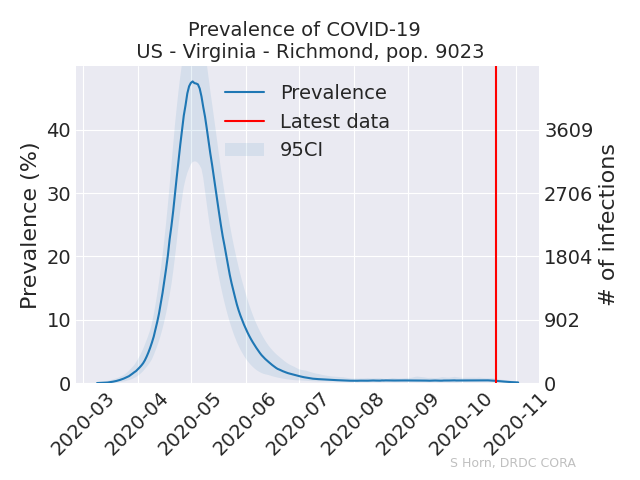 Prevalence of COVID-19
US - Virginia - Richmond, pop. 9023
Prevalence
Latest data
95CI
Prevalence (%)
40
30
20
10
0
3609
2706
1804
902
0
# of infections
2020-03
2020-04
2020-05
2020-06
2020-07
2020-08
2020-09
2020-10
2020-11
S Horn, DRDC CORA